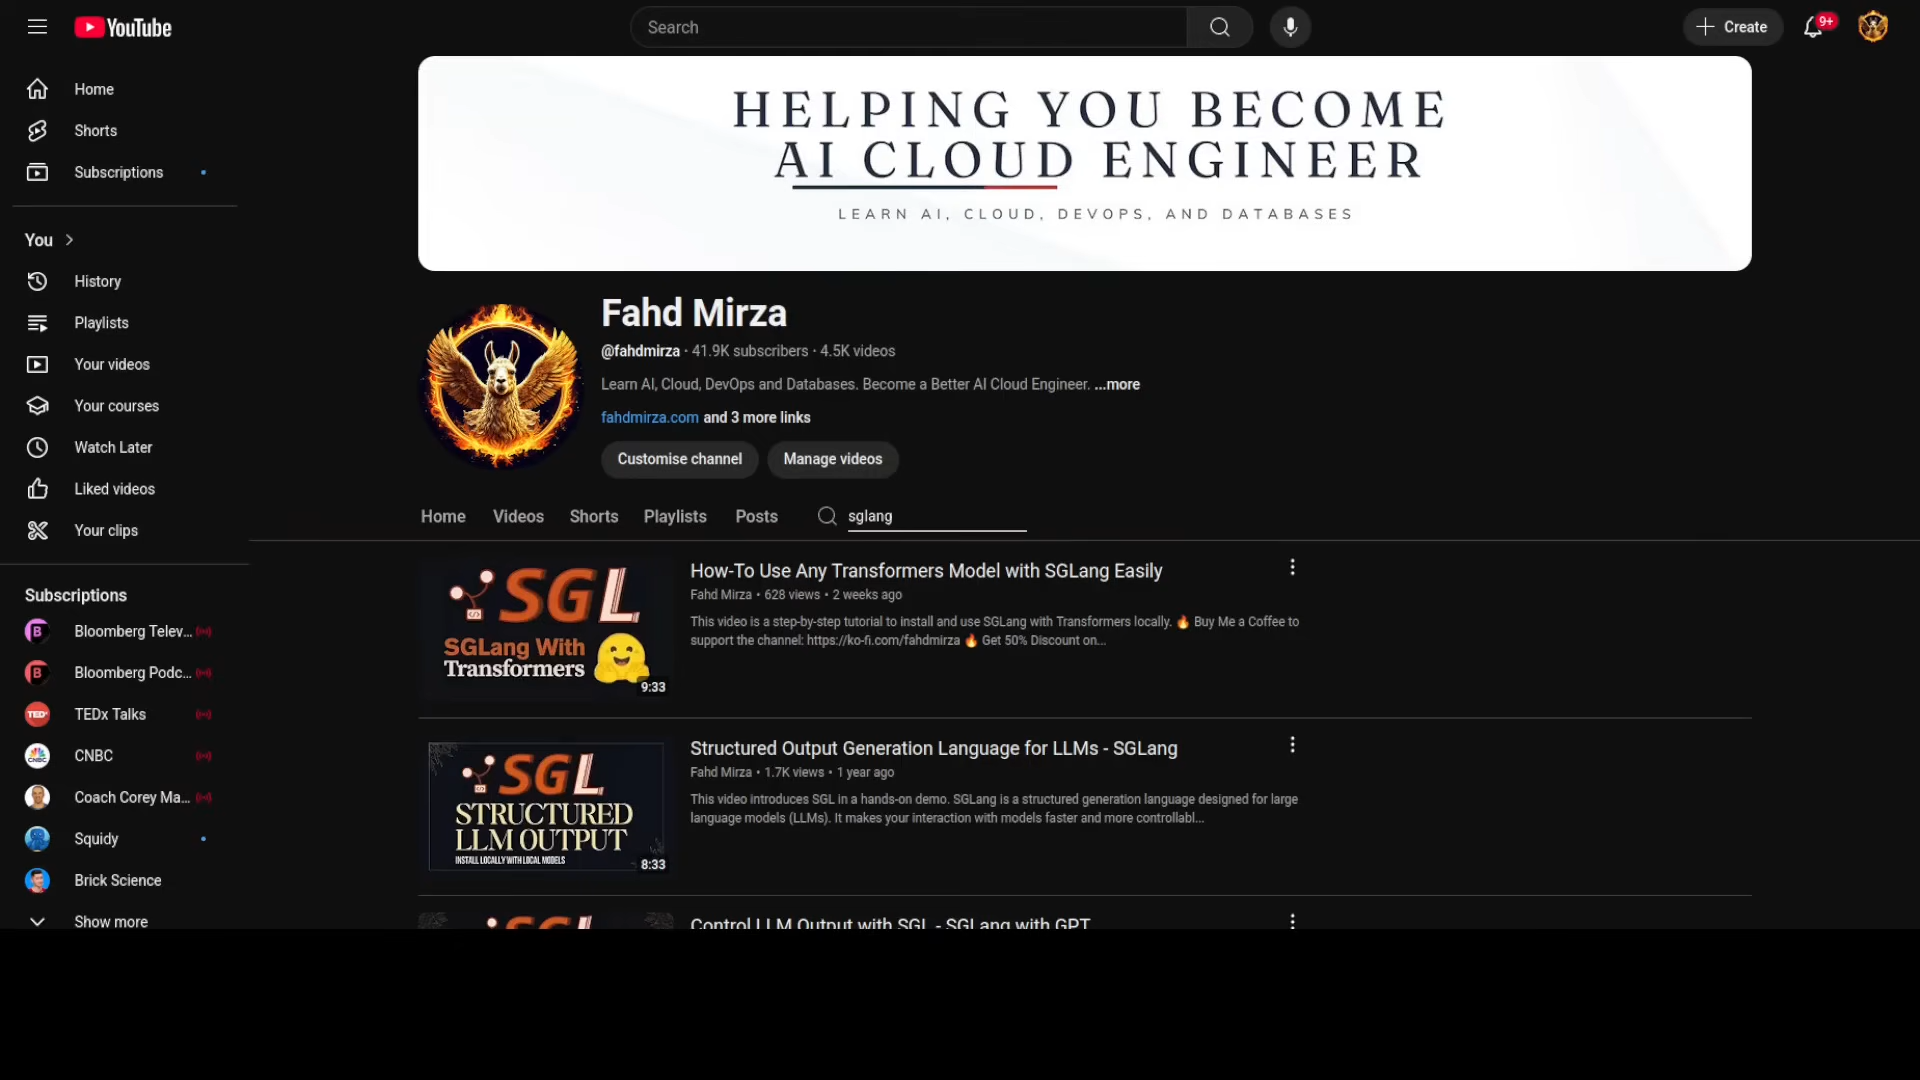 YouTube
Search
Create
9+
Home
Shorts
Subscriptions
You
History
Playlists
Your videos
Your courses
Watch Later
Liked videos
Your clips
Subscriptions
Bloomberg Telev...
Bloomberg Podc...
TEDx Talks
CNBC
Coach Corey Ma...
Squidy
Brick Science
Show more
HELPING YOU BECOME
AI CLOUD ENGINEER
LEARN AI, CLOUD, DEVOPS, AND DATABASES
Fahd Mirza
@fahdmirza · 41.9K subscribers · 4.5K videos
Learn AI, Cloud, DevOps and Databases. Become a Better AI Cloud Engineer. ...more
fahdmirza.com and 3 more links
Customise channel Manage videos
Home Videos Shorts Playlists Posts sglang
SGL
SGLang With
Transformers
9:33
How-To Use Any Transformers Model with SGLang Easily
Fahd Mirza • 628 views • 2 weeks ago
This video is a step-by-step tutorial to install and use SGLang with Transformers locally. 🔥 Buy Me a Coffee to
support the channel: https://ko-fi.com/fahdmirza 🔥 Get 50% Discount on...
SGL
STRUCTURED
LLM OUTPUT
INSTALL LOCALLY WITH LOCAL MODELS
8:33
Structured Output Generation Language for LLMs - SGLang
Fahd Mirza • 1.7K views • 1 year ago
This video introduces SGL in a hands-on demo. SGLang is a structured generation language designed for large
language models (LLMs). It makes your interaction with models faster and more controllabl...
SGL
Control LLM Output with SGL - SGLang with GPT